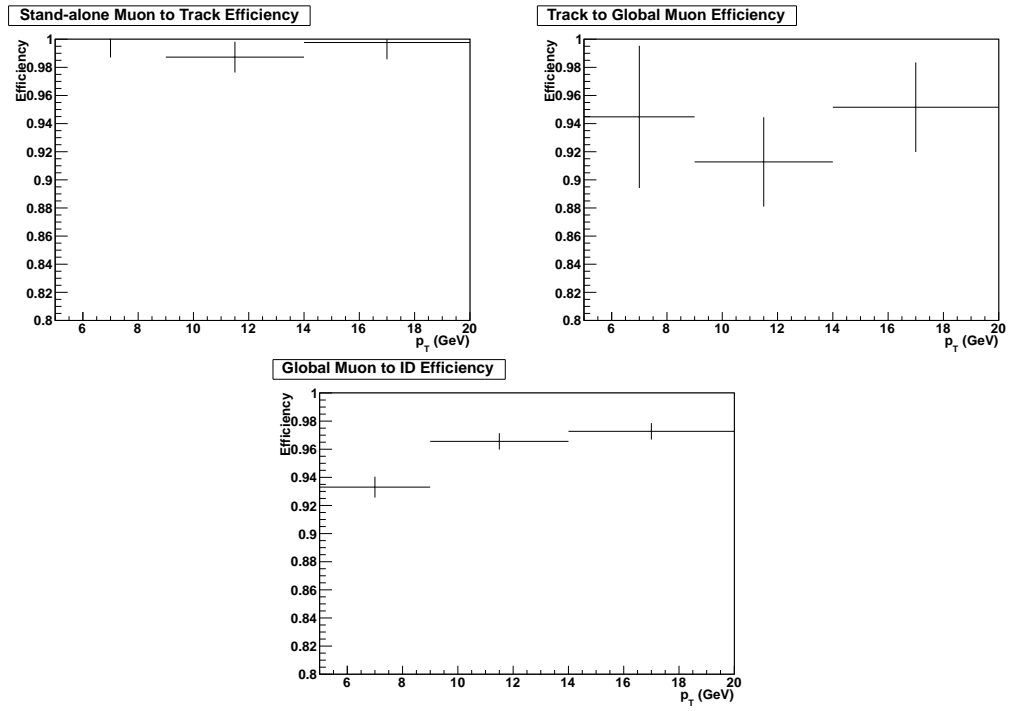 Stand-alone Muon to Track Efficiency
Efficiency
1
0.98
0.96
0.94
0.92
0.9
0.88
0.86
0.84
0.82
0.8
6 8 10 12 14 16 18 20
p_T (GeV)
Track to Global Muon Efficiency
Efficiency
1
0.98
0.96
0.94
0.92
0.9
0.88
0.86
0.84
0.82
0.8
6 8 10 12 14 16 18 20
p_T (GeV)
Global Muon to ID Efficiency
Efficiency
1
0.98
0.96
0.94
0.92
0.9
0.88
0.86
0.84
0.82
0.8
6 8 10 12 14 16 18 20
p_T (GeV)